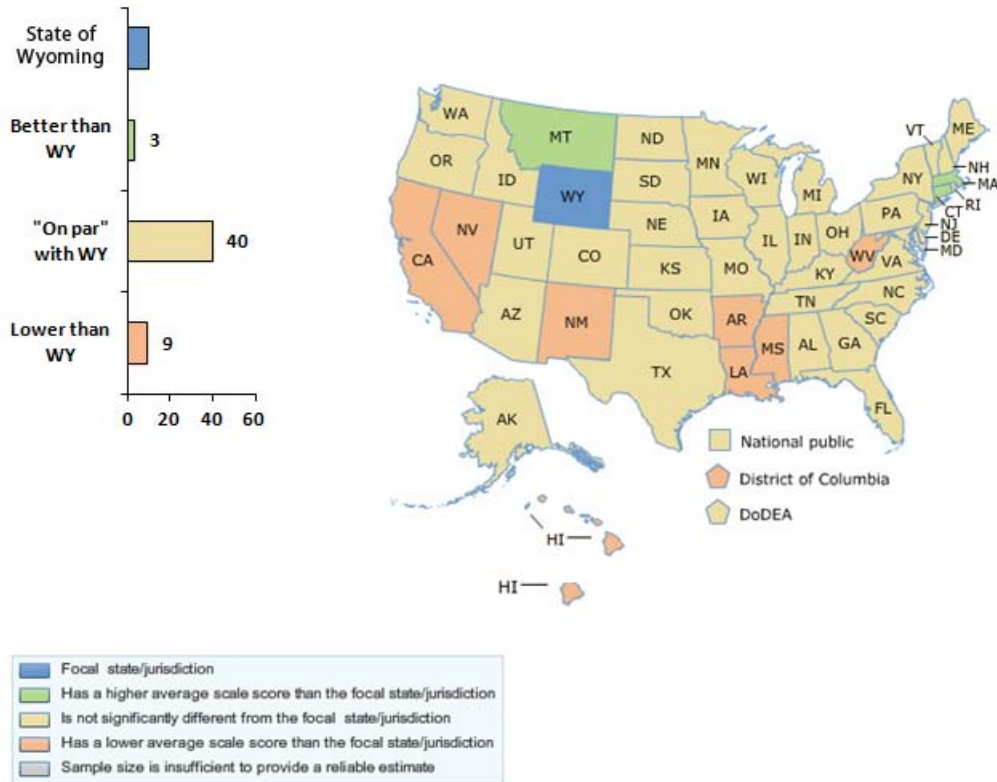 State of
Wyoming
Better than
WY
3
"On par"
with WY
40
Lower than
WY
9
0 20 40 60
WA
OR
CA
NV
ID
MT
WY
UT
AZ
CO
NM
ND
SD
NE
KS
OK
TX
MN
IA
MO
AR
LA
WI
IL
MS
MI
IN
KY
TN
AL
OH
WV
VA
NC
SC
GA
FL
PA
NY
VT
ME
NH
MA
RI
CT
NJ
DE
MD
AK
HI
HI
National public
District of Columbia
DoDEA
Focal state/jurisdiction
Has a higher average scale score than the focal state/jurisdiction
Is not significantly different from the focal state/jurisdiction
Has a lower average scale score than the focal state/jurisdiction
Sample size is insufficient to provide a reliable estimate